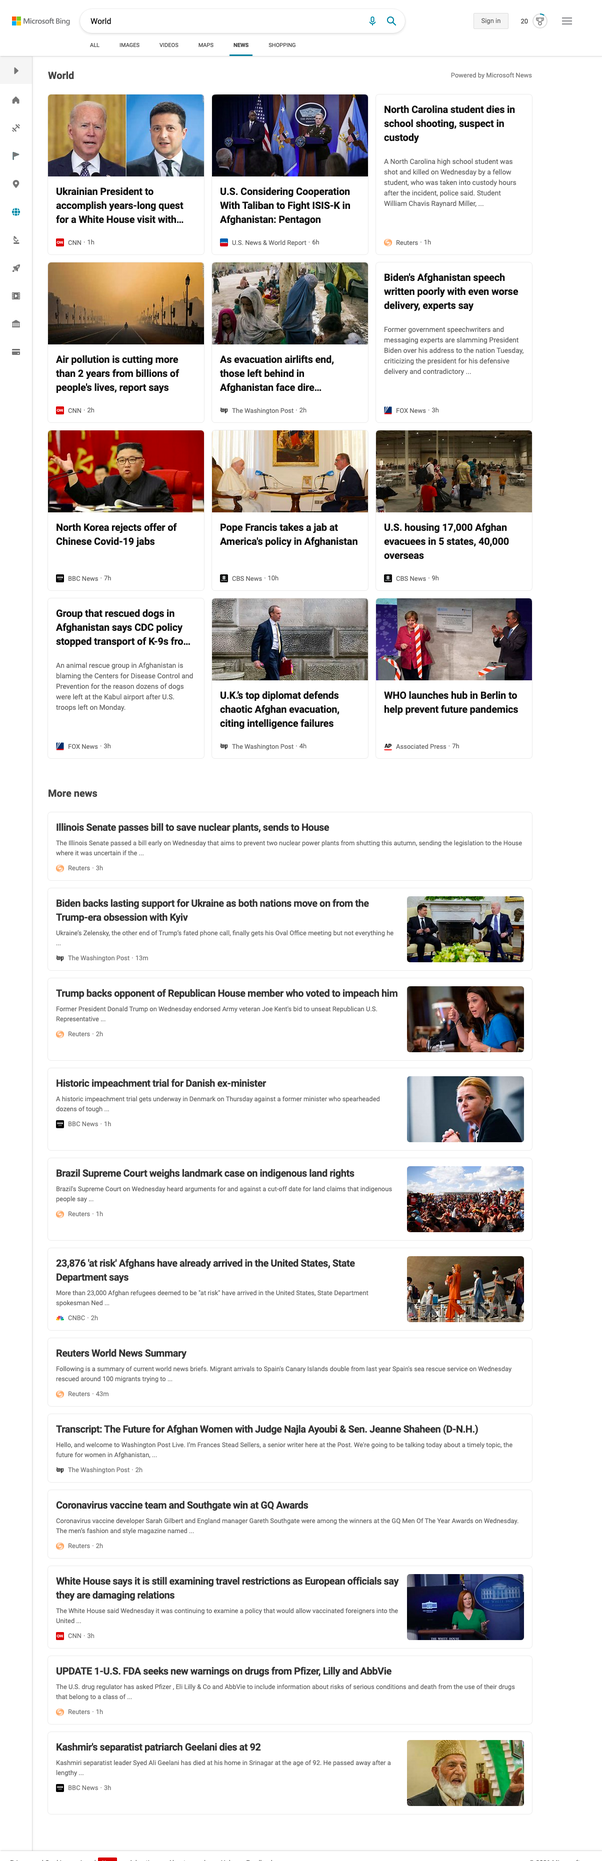 Microsoft Bing
World
Sign in
20
ALL
IMAGES
VIDEOS
MAPS
NEWS
SHOPPING
World
Powered by Microsoft News
Ukrainian President to
accomplish years-long quest
for a White House visit with...
CNN · 1h
U.S. Considering Cooperation
With Taliban to Fight ISIS-K in
Afghanistan: Pentagon
U.S. News & World Report · 6h
North Carolina student dies in
school shooting, suspect in
custody
A North Carolina high school student was
shot and killed on Wednesday by a fellow
student, who was taken into custody hours
after the incident, police said. Student
William Chavis Raynard Miller, ...
Reuters · 1h
Air pollution is cutting more
than 2 years from billions of
people's lives, report says
CNN · 2h
As evacuation airlifts end,
those left behind in
Afghanistan face dire...
wp The Washington Post · 2h
Biden's Afghanistan speech
written poorly with even worse
delivery, experts say
Former government speechwriters and
messaging experts are slamming President
Biden over his address to the nation Tuesday,
criticizing the president for his defensive
delivery and contradictory ...
FOX News · 3h
North Korea rejects offer of
Chinese Covid-19 jabs
BBC News · 7h
Pope Francis takes a jab at
America's policy in Afghanistan
CBS News · 10h
U.S. housing 17,000 Afghan
evacuees in 5 states, 40,000
overseas
CBS News · 9h
Group that rescued dogs in
Afghanistan says CDC policy
stopped transport of K-9s fro...
An animal rescue group in Afghanistan is
blaming the Centers for Disease Control and
Prevention for the reason dozens of dogs
were left at the Kabul airport after U.S.
troops left on Monday.
FOX News · 3h
U.K.'s top diplomat defends
chaotic Afghan evacuation,
citing intelligence failures
wp The Washington Post · 4h
WHO launches hub in Berlin to
help prevent future pandemics
AP Associated Press · 7h
More news
Illinois Senate passes bill to save nuclear plants, sends to House
The Illinois Senate passed a bill early on Wednesday that aims to prevent two nuclear power plants from shutting this autumn, sending the legislation to the House
where it was uncertain if the ...
Reuters · 3h
Biden backs lasting support for Ukraine as both nations move on from the
Trump-era obsession with Kyiv
Ukraine's Zelensky, the other end of Trump's fated phone call, finally gets his Oval Office meeting but not everything he
...
wp The Washington Post · 13m
Trump backs opponent of Republican House member who voted to impeach him
Former President Donald Trump on Wednesday endorsed Army veteran Joe Kent's bid to unseat Republican U.S.
Representative ...
Reuters · 2h
Historic impeachment trial for Danish ex-minister
A historic impeachment trial gets underway in Denmark on Thursday against a former minister who spearheaded
dozens of tough ...
BBC News · 1h
Brazil Supreme Court weighs landmark case on indigenous land rights
Brazil's Supreme Court on Wednesday heard arguments for and against a cut-off date for land claims that indigenous
people say ...
Reuters · 1h
23,876 'at risk' Afghans have already arrived in the United States, State
Department says
More than 23,000 Afghan refugees deemed to be "at risk" have arrived in the United States, State Department
spokesman Ned ...
CNBC · 2h
Reuters World News Summary
Following is a summary of current world news briefs. Migrant arrivals to Spain's Canary Islands double from last year Spain's sea rescue service on Wednesday
rescued around 100 migrants trying to ...
Reuters · 43m
Transcript: The Future for Afghan Women with Judge Najla Ayoubi & Sen. Jeanne Shaheen (D-N.H.)
Hello, and welcome to Washington Post Live. I'm Frances Stead Sellers, a senior writer here at the Post. We're going to be talking today about a timely topic, the
future for women in Afghanistan, ...
wp The Washington Post · 2h
Coronavirus vaccine team and Southgate win at GQ Awards
Coronavirus vaccine developer Sarah Gilbert and England manager Gareth Southgate were among the winners at the GQ Men Of The Year Awards on Wednesday.
The men's fashion and style magazine named ...
Reuters · 2h
White House says it is still examining travel restrictions as European officials say
they are damaging relations
The White House said Wednesday it was continuing to examine a policy that would allow vaccinated foreigners into the
United ...
CNN · 3h
UPDATE 1-U.S. FDA seeks new warnings on drugs from Pfizer, Lilly and AbbVie
The U.S. drug regulator has asked Pfizer , Eli Lilly & Co and AbbVie to include information about risks of serious conditions and death from the use of their drugs
that belong to a class of ...
Reuters · 1h
Kashmir's separatist patriarch Geelani dies at 92
Kashmiri separatist leader Syed Ali Geelani has died at his home in Srinagar at the age of 92. He passed away after a
lengthy ...
BBC News · 3h